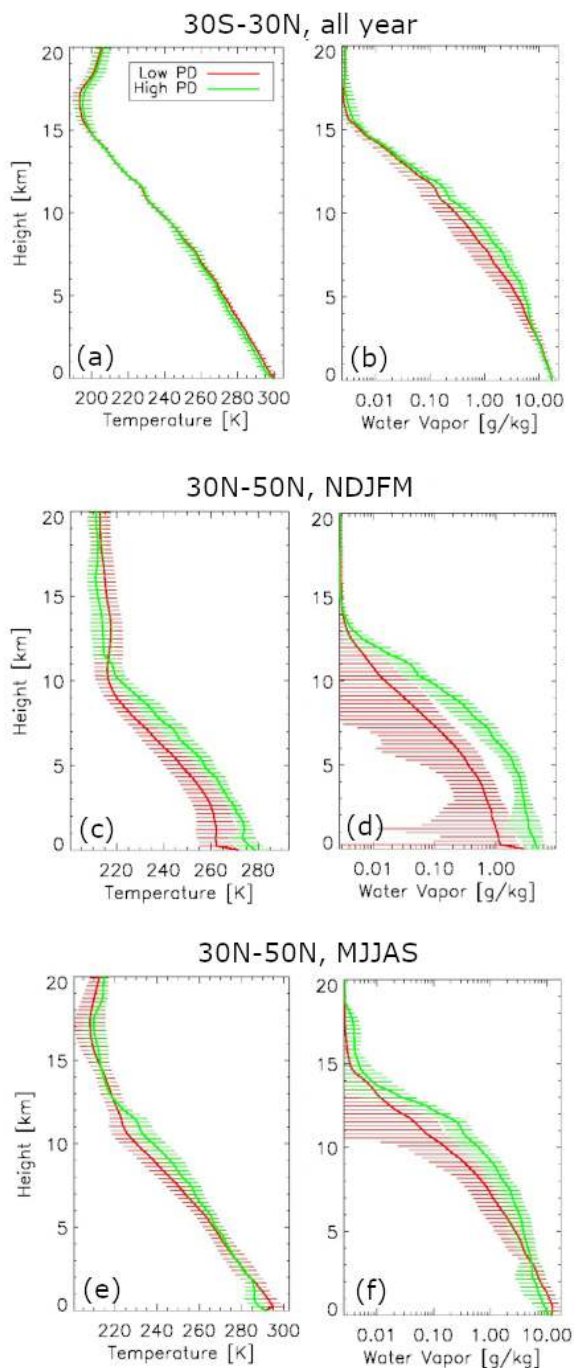 30S-30N, all year
20
15
10
5
0
Height [km]
Low PD
High PD
(a)
200 220 240 260 280 300
Temperature [K]
20
15
10
5
0
(b)
0.01 0.10 1.00 10.00
Water Vapor [g/kg]
30N-50N, NDJFM
20
15
10
5
0
Height [km]
(c)
220 240 260 280
Temperature [K]
20
15
10
5
0
(d)
0.01 0.10 1.00
Water Vapor [g/kg]
30N-50N, MJJAS
20
15
10
5
0
Height [km]
(e)
220 240 260 280 300
Temperature [K]
20
15
10
5
0
(f)
0.01 0.10 1.00 10.00
Water Vapor [g/kg]